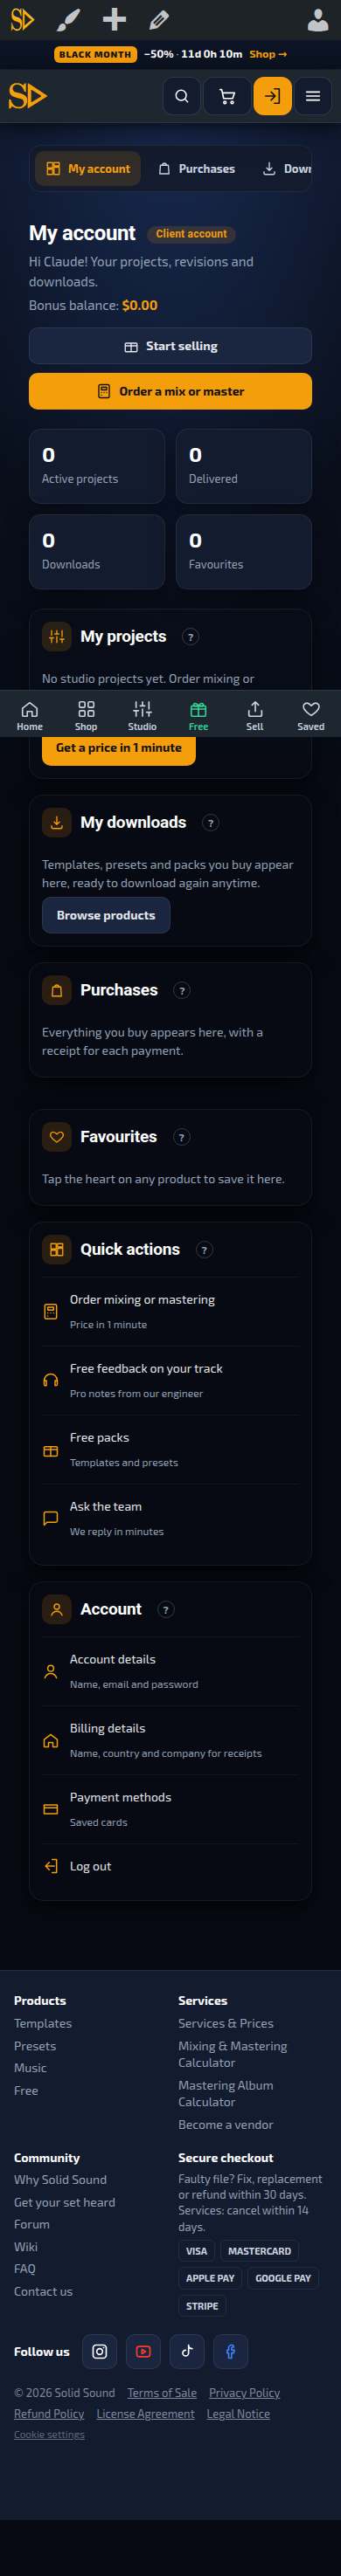 BLACK MONTH −50% · 11d 0h 10m Shop →
My account Purchases Down
My account Client account
Hi Claude! Your projects, revisions and
downloads.
Bonus balance: $0.00
Start selling
Order a mix or master
0
Active projects
0
Delivered
0
Downloads
0
Favourites
My projects ?
No studio projects yet. Order mixing or
Home Shop Studio Free Sell Saved
Get a price in 1 minute
My downloads ?
Templates, presets and packs you buy appear
here, ready to download again anytime.
Browse products
Purchases ?
Everything you buy appears here, with a
receipt for each payment.
Favourites ?
Tap the heart on any product to save it here.
Quick actions ?
Order mixing or mastering
Price in 1 minute
Free feedback on your track
Pro notes from our engineer
Free packs
Templates and presets
Ask the team
We reply in minutes
Account ?
Account details
Name, email and password
Billing details
Name, country and company for receipts
Payment methods
Saved cards
Log out
Products
Templates
Presets
Music
Free
Services
Services & Prices
Mixing & Mastering
Calculator
Mastering Album
Calculator
Become a vendor
Community
Why Solid Sound
Get your set heard
Forum
Wiki
FAQ
Contact us
Secure checkout
Faulty file? Fix, replacement
or refund within 30 days.
Services: cancel within 14
days.
VISA MASTERCARD
APPLE PAY GOOGLE PAY
STRIPE
Follow us
© 2026 Solid Sound Terms of Sale Privacy Policy
Refund Policy License Agreement Legal Notice
Cookie settings